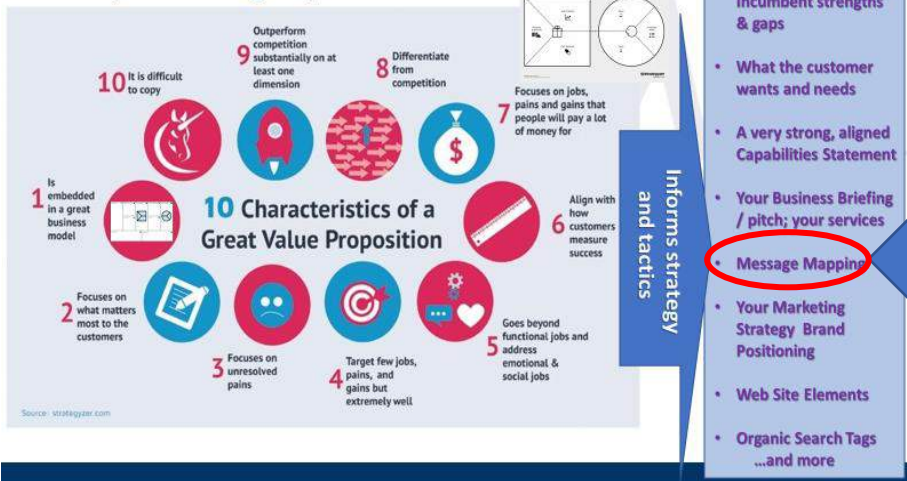 10 Characteristics of a
Great Value Proposition
1 Is
embedded
in a great
business
model
2 Focuses on
what matters
most to the
customers
3 Focuses on
unresolved
pains
4 Target few jobs,
pains, and
gains but
extremely well
5 Goes beyond
functional jobs and
address
emotional &
social jobs
6 Align with
how
customers
measure
success
7 Focuses on jobs,
pains and gains that
people will pay a lot
of money for
8 Differentiate
from
competition
9 Outperform
competition
substantially on at
least one
dimension
10 It is difficult
to copy
$
Source: strategyzer.com
Informs strategy
and tactics
incumbent strengths
& gaps
• What the customer
wants and needs
• A very strong, aligned
Capabilities Statement
• Your Business Briefing
/ pitch; your services
• Message Mapping
• Your Marketing
Strategy Brand
Positioning
• Web Site Elements
• Organic Search Tags
...and more